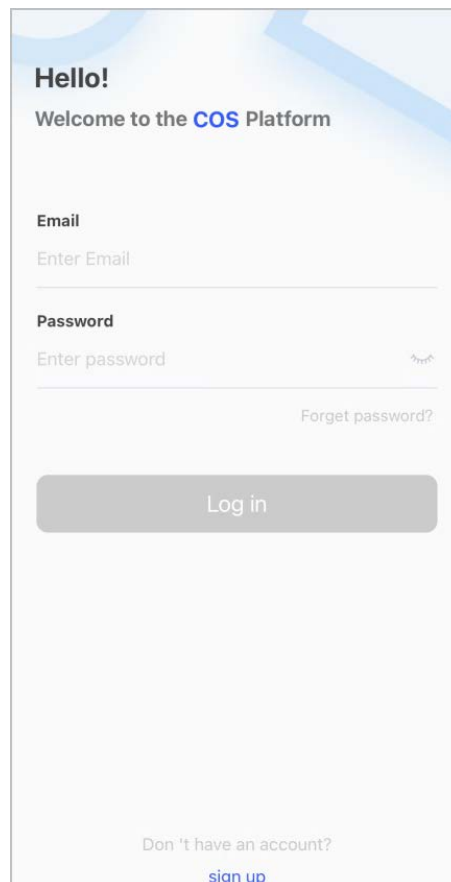 Hello!
Welcome to the COS Platform
Email
Enter Email
Password
Enter password
Forget password?
Log in
Don 't have an account?
sign up